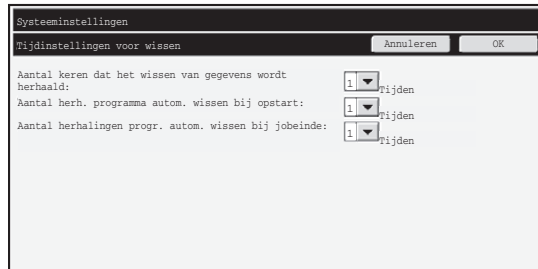 Systeeminstellingen
Tijdinstellingen voor wissen Annuleren OK
Aantal keren dat het wissen van gegevens wordt
herhaald:
1 Tijden
Aantal herh. programma autom. wissen bij opstart:
1 Tijden
Aantal herhalingen progr. autom. wissen bij jobeinde:
1 Tijden